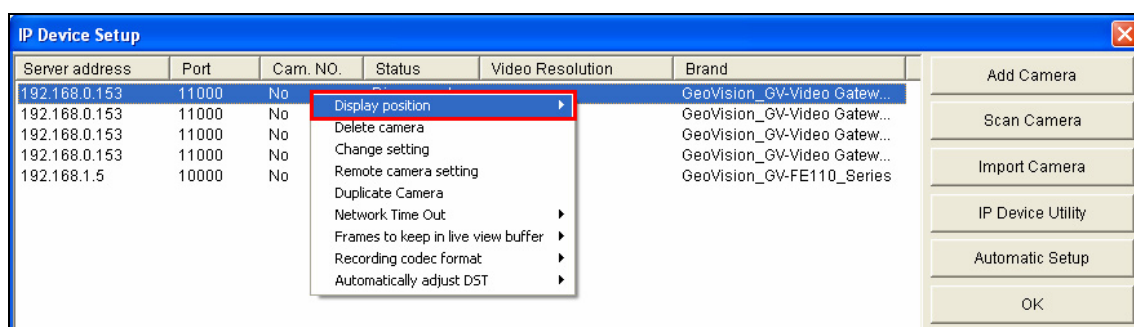 IP Device Setup
Server address Port Cam. NO. Status Video Resolution Brand
192.168.0.153 11000 No GeoVision_GV-Video Gatew...
192.168.0.153 11000 No GeoVision_GV-Video Gatew...
192.168.0.153 11000 No GeoVision_GV-Video Gatew...
192.168.0.153 11000 No GeoVision_GV-Video Gatew...
192.168.1.5 10000 No GeoVision_GV-FE110_Series
Display position
Delete camera
Change setting
Remote camera setting
Duplicate Camera
Network Time Out
Frames to keep in live view buffer
Recording codec format
Automatically adjust DST
Add Camera
Scan Camera
Import Camera
IP Device Utility
Automatic Setup
OK